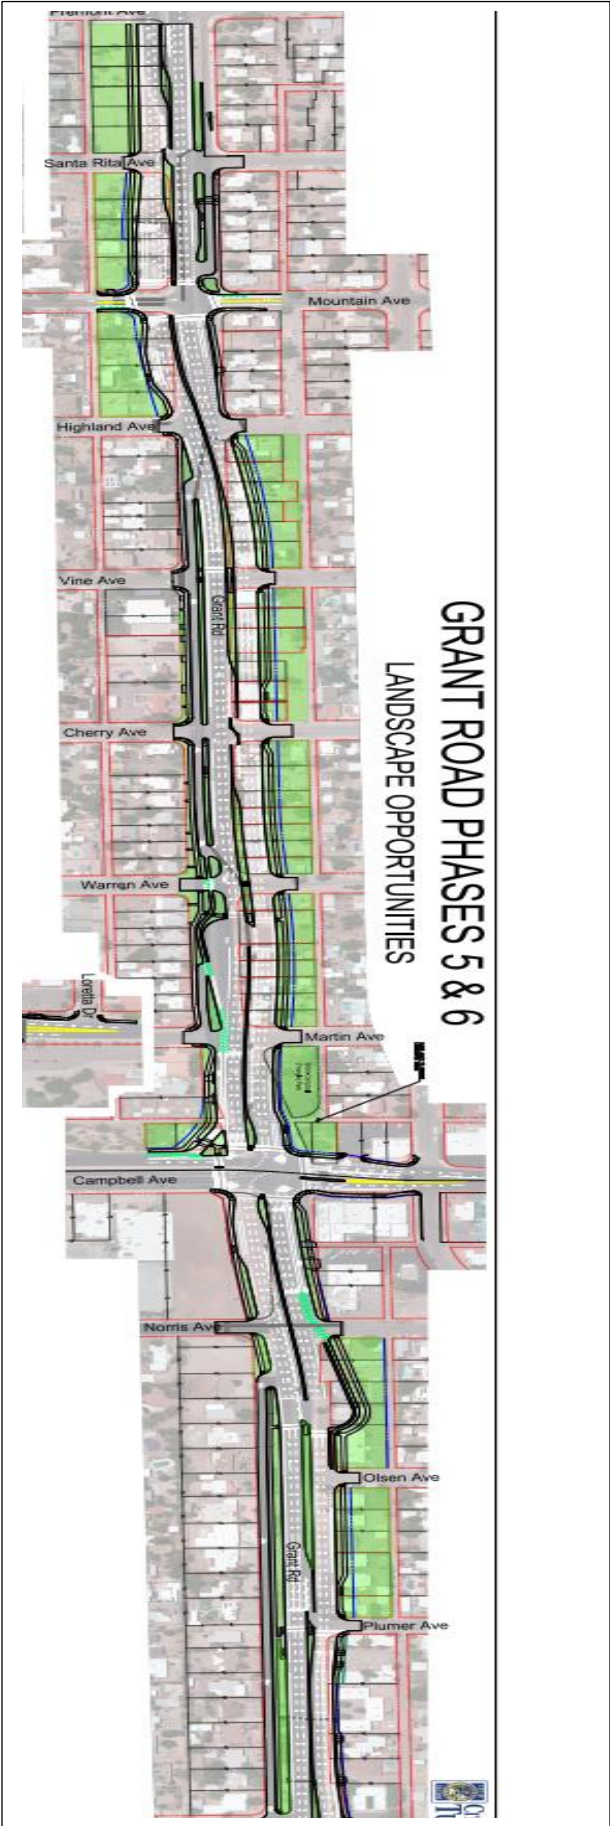 Fremont Ave
Santa Rita Ave
Mountain Ave
Highland Ave
Vine Ave
Grant Rd
GRANT ROAD PHASES 5 & 6
LANDSCAPE OPPORTUNITIES
Cherry Ave
Warren Ave
Loretta Dr
Martin Ave
Campbell Ave
Norris Ave
Olsen Ave
Grant Rd
Plumer Ave